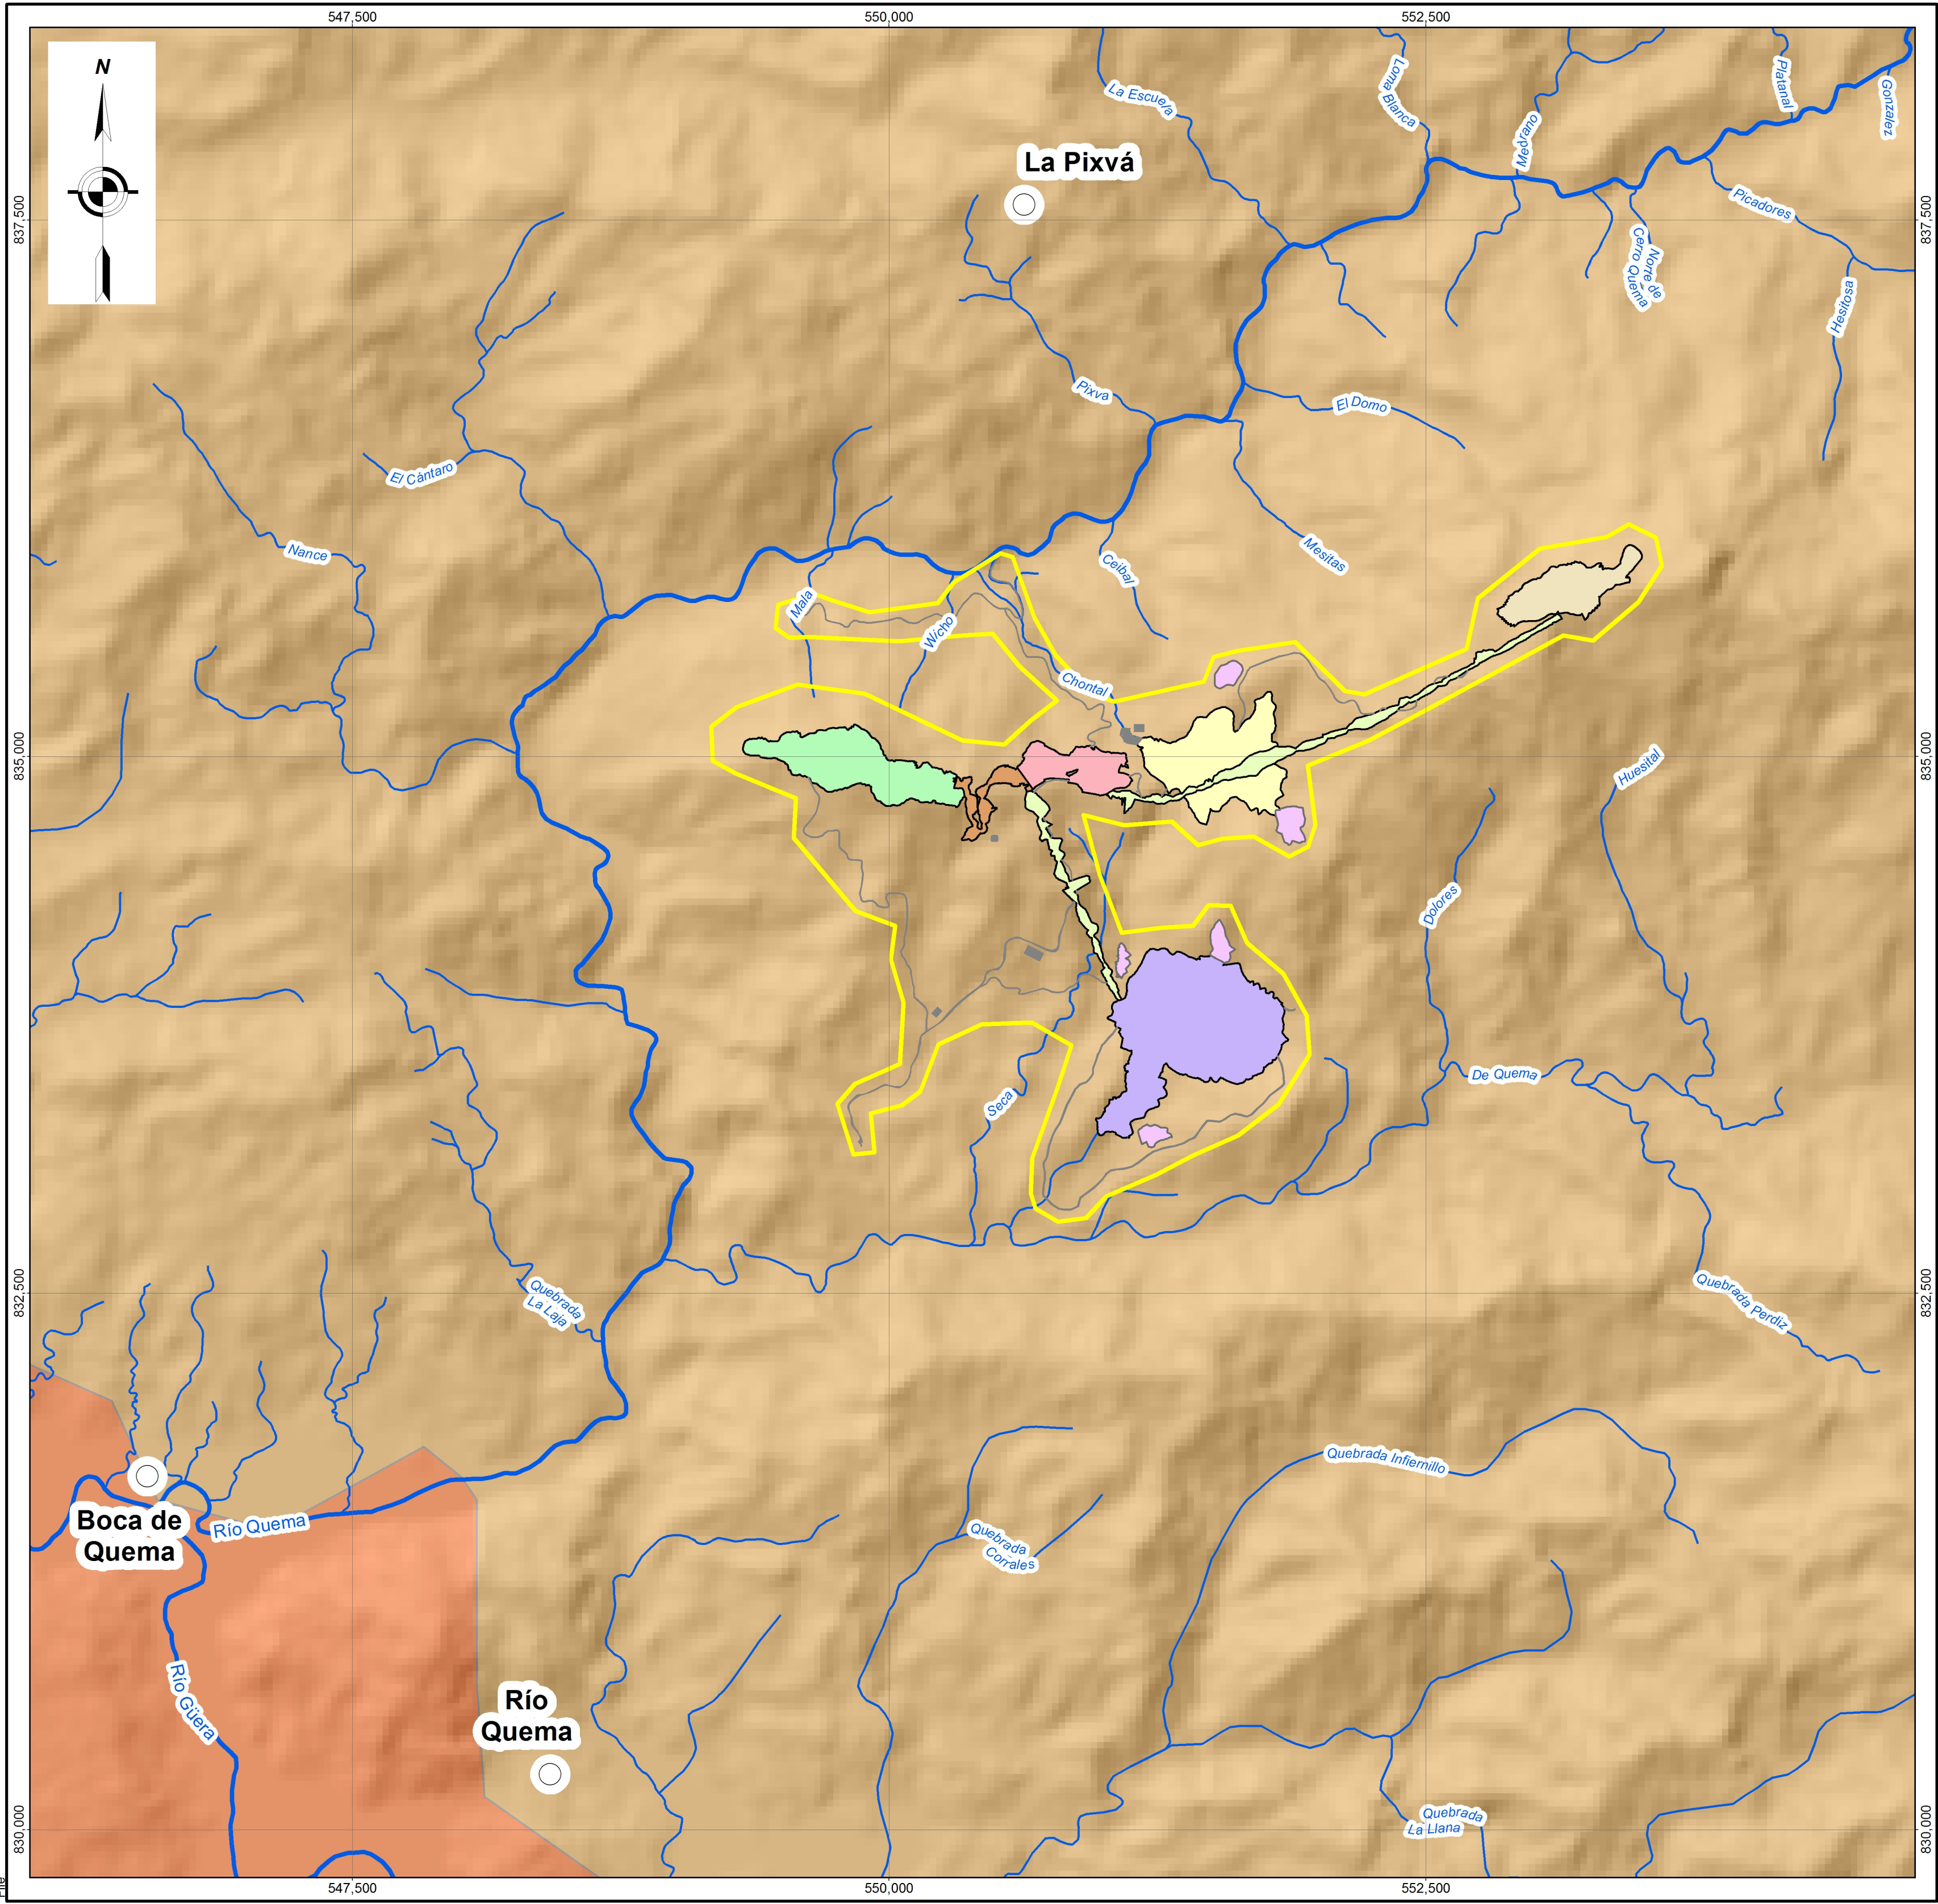 547,500
550,000
552,500
N
La Escuela
Loma
Blanca
Medrano
Platanal
Gonzalez
La Pixvá
837,500
837,500
Picadores
Norte de
Cerro Quema
Hesitosa
Pixva
El Domo
El Cántaro
Nance
Ceibal
Mesitas
Mala
Wicho
Chontal
835,000
835,000
Huesital
Dolores
De Quema
Seca
832,500
832,500
Quebrada
La Laja
Quebrada Perdiz
Quebrada Infiernillo
Boca de
Quema
Río Quema
Quebrada
Corrales
Río Güera
Río
Quema
830,000
830,000
Quebrada
La Llana
547,500
550,000
552,500